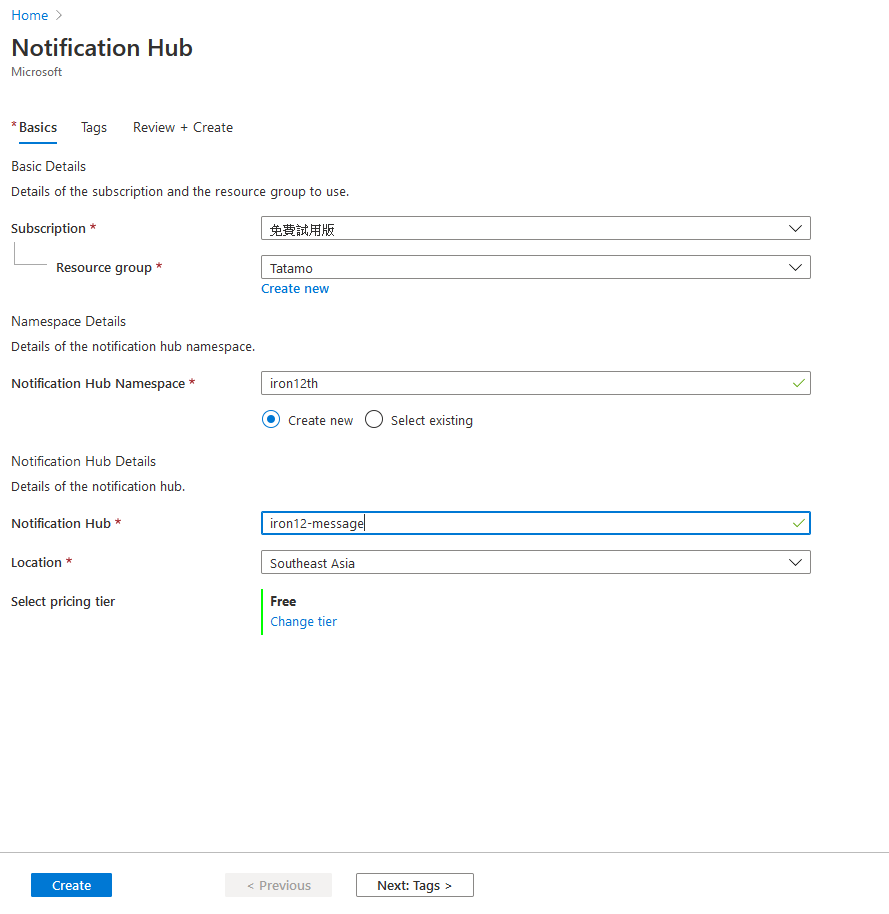 Home >
Notification Hub
Microsoft
* Basics Tags Review + Create
Basic Details
Details of the subscription and the resource group to use.
Subscription * 免費試用版
Resource group * Tatamo
Create new
Namespace Details
Details of the notification hub namespace.
Notification Hub Namespace * iron12th
Create new Select existing
Notification Hub Details
Details of the notification hub.
Notification Hub * iron12-message
Location * Southeast Asia
Select pricing tier Free
Change tier
Create < Previous Next: Tags >